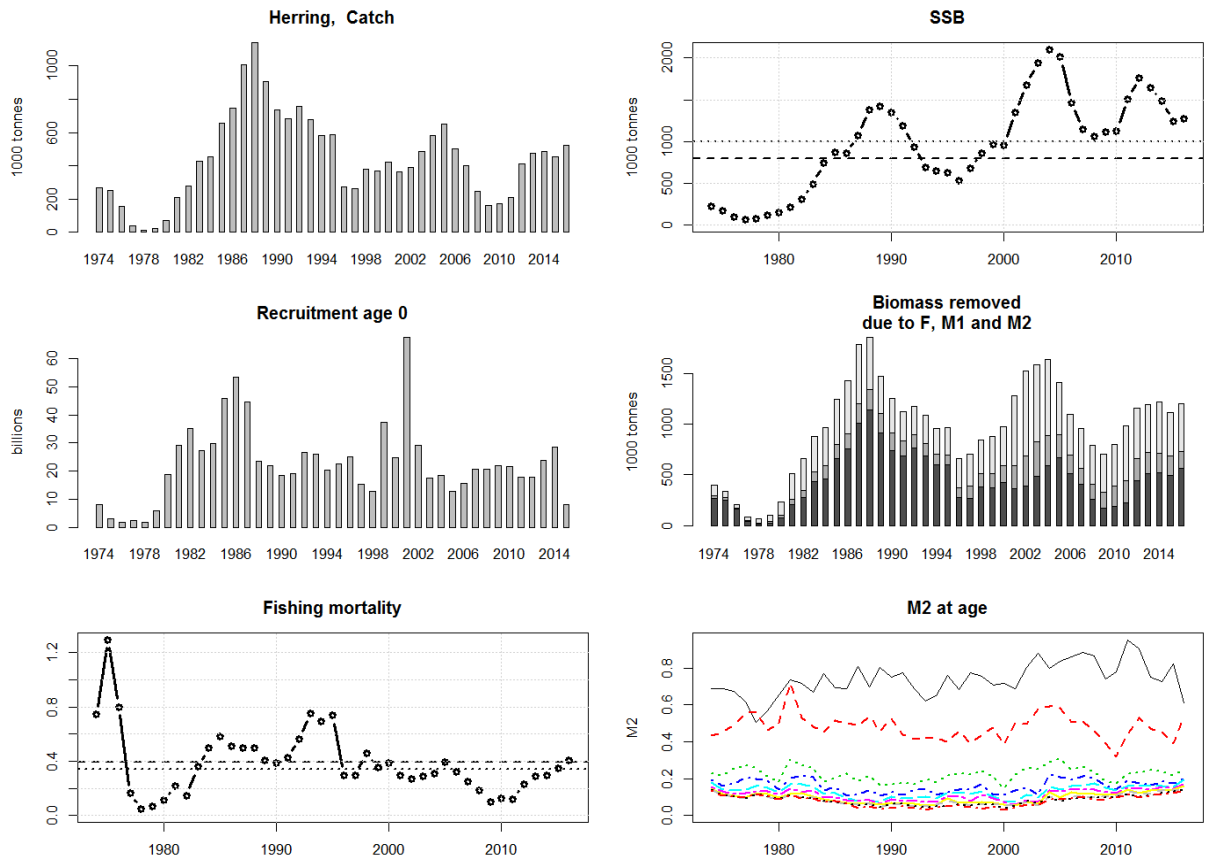 Herring, Catch
1000 tonnes
0
200
600
1000
1974 1978 1982 1986 1990 1994 1998 2002 2006 2010 2014
SSB
1000 tonnes
0
500
1000
2000
1980 1990 2000 2010
Recruitment age 0
billions
0
10
20
30
40
50
60
1974 1978 1982 1986 1990 1994 1998 2002 2006 2010 2014
Biomass removed
due to F, M1 and M2
1000 tonnes
0
500
1000
1500
1974 1978 1982 1986 1990 1994 1998 2002 2006 2010 2014
Fishing mortality
0.0
0.4
0.8
1.2
1980 1990 2000 2010
M2 at age
M2
0.0
0.2
0.4
0.6
0.8
1980 1990 2000 2010